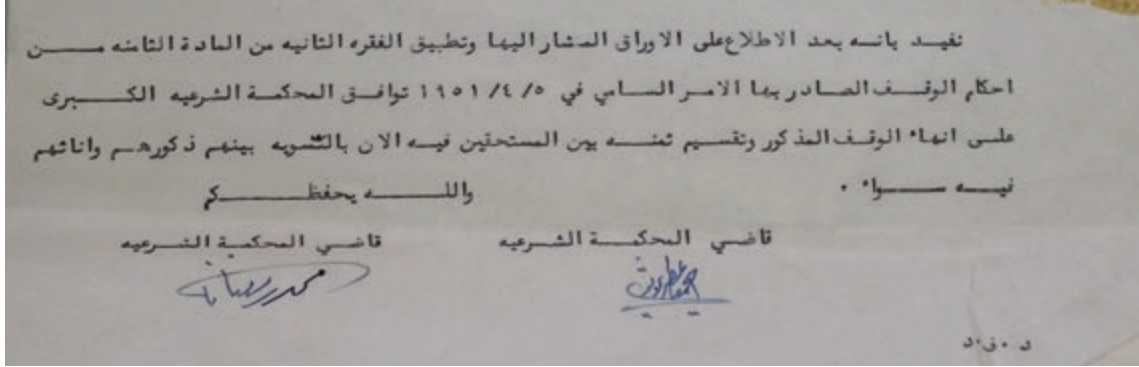 نفيد بانه بعد الاطلاع على الاوراق المشار اليها وتطبيق الفقره الثانيه من المادة الثامنه من
احكام الوقف الصادر بها الامر السامي في ٥/ ٤/ ١٩٥١ توافق المحكمة الشرعيه الكبرى
على انهاء الوقف المذكور وتقسيم ثمنه بين المستحقين فيه الان بالتسويه بينهم ذكورهم واناثهم
فيه سواء .
والله يحفظكم
قاضي المحكمة الشرعيه قاضي المحكمة الشرعيه
د .ف.د